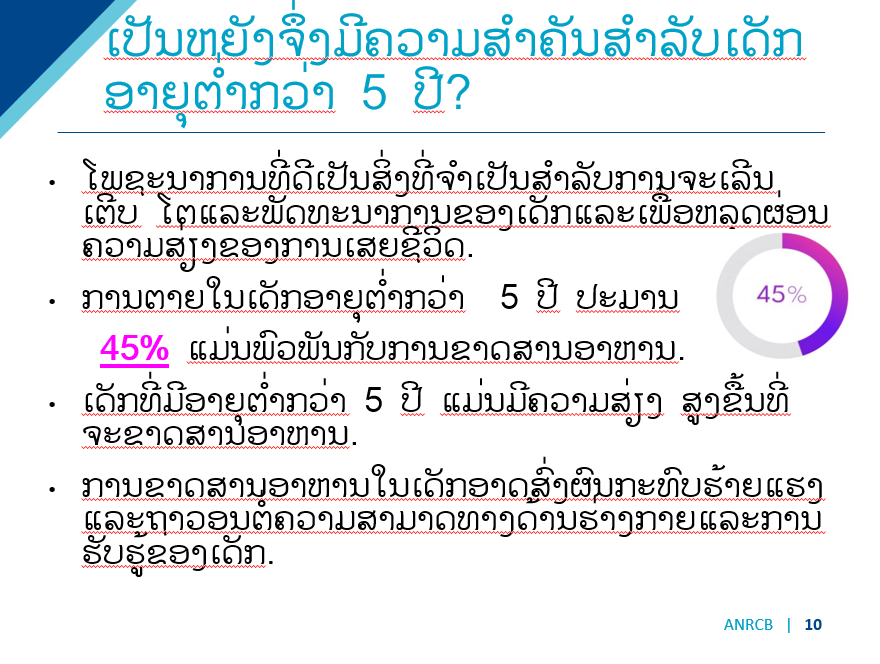 ເປັນຫຍັງຈຶ່ງມີຄວາມສຳຄັນສຳລັບເດັກ
ອາຍຸຕ່ຳກວ່າ 5 ປີ?
• ໂພຊະນາການທີ່ດີເປັນສິ່ງທີ່ຈຳເປັນສຳລັບການຈະເລີນ
ເຕີບ ໂຕແລະພັດທະນາການຂອງເດັກແລະເພື່ອຫລຸດຜ່ອນ
ຄວາມສ່ຽງຂອງການເສຍຊີວິດ.
• ການຕາຍໃນເດັກອາຍຸຕ່ຳກວ່າ 5 ປີ ປະມານ
45% ແມ່ນພົວພັນກັບການຂາດສານອາຫານ.
45%
• ເດັກທີ່ມີອາຍຸຕ່ຳກວ່າ 5 ປີ ແມ່ນມີຄວາມສ່ຽງ ສູງຂຶ້ນທີ່
ຈະຂາດສານອາຫານ.
• ການຂາດສານອາຫານໃນເດັກອາດສົ່ງຜົນກະທົບຮ້າຍແຮງ
ແລະຖາວອນຕໍ່ຄວາມສາມາດທາງດ້ານຮ່າງກາຍແລະການ
ຮັບຮູ້ຂອງເດັກ.
ANRCB | 10